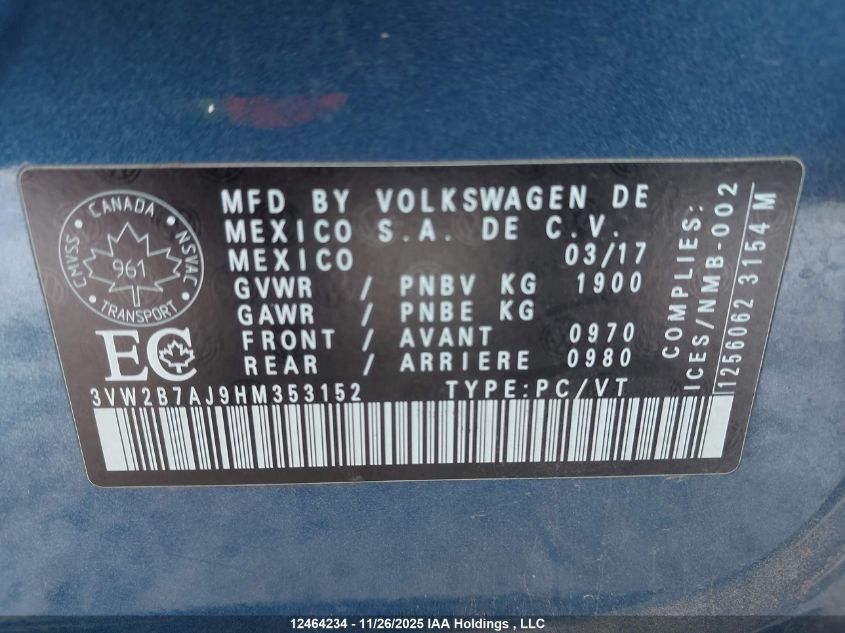 CANADA
CMVSS NSVAC
961
TRANSPORT
EC
MFD BY VOLKSWAGEN DE
MEXICO S.A. DE C.V.
MEXICO 03/17
GVWR / PNBV KG 1900
GAWR / PNBE KG
FRONT / AVANT 0970
REAR / ARRIERE 0980
3VW2B7AJ9HM353152 TYPE:PC/VT
COMPLIES:
ICES/NMB-002
1256062 3154 M
12464234 - 11/26/2025 IAA Holdings , LLC